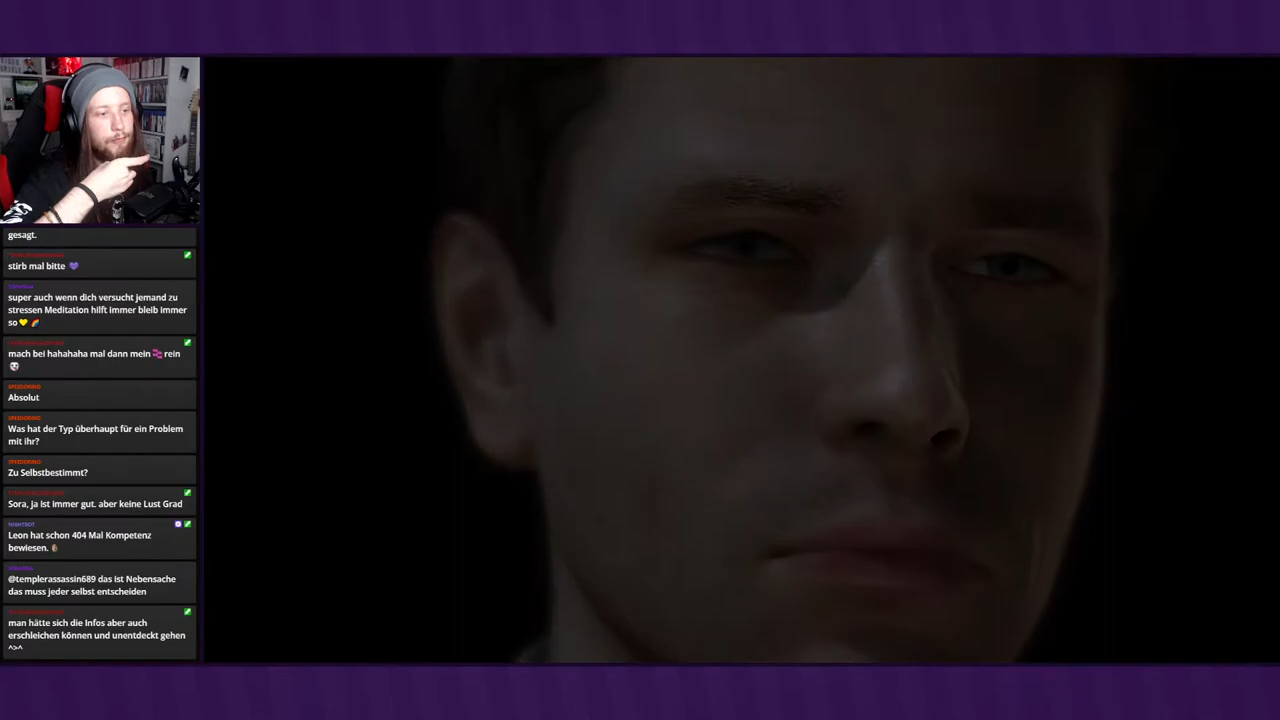 gesagt.
stirb mal bitte 💜
super auch wenn dich versucht jemand zu
stressen Meditation hilft immer bleib immer
so💛 🌈
mach bei hahahaha mal dann mein rein
SPEEDORINO
Absolut
SPEEDORINO
Was hat der Typ überhaupt für ein Problem
mit ihr?
SPEEDORINO
Zu Selbstbestimmt?
Sora, ja ist immer gut. aber keine Lust Grad
NIGHTBOT
Leon hat schon 404 Mal Kompetenz
bewiesen.
@templerassassin689 das ist Nebensache
das muss jeder selbst entscheiden
man hätte sich die Infos aber auch
erschleichen können und unentdeckt gehen
^>^